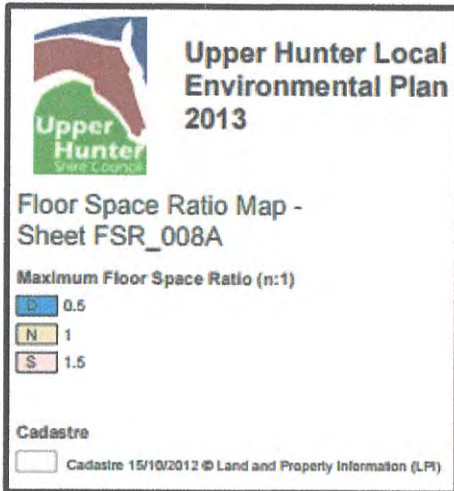 Upper
Hunter
Shire Council
Upper Hunter Local
Environmental Plan
2013
Floor Space Ratio Map -
Sheet FSR_008A
Maximum Floor Space Ratio (n:1)
D 0.5
N 1
S 1.5
Cadastre
Cadastre 15/10/2012 © Land and Property Information (LPI)